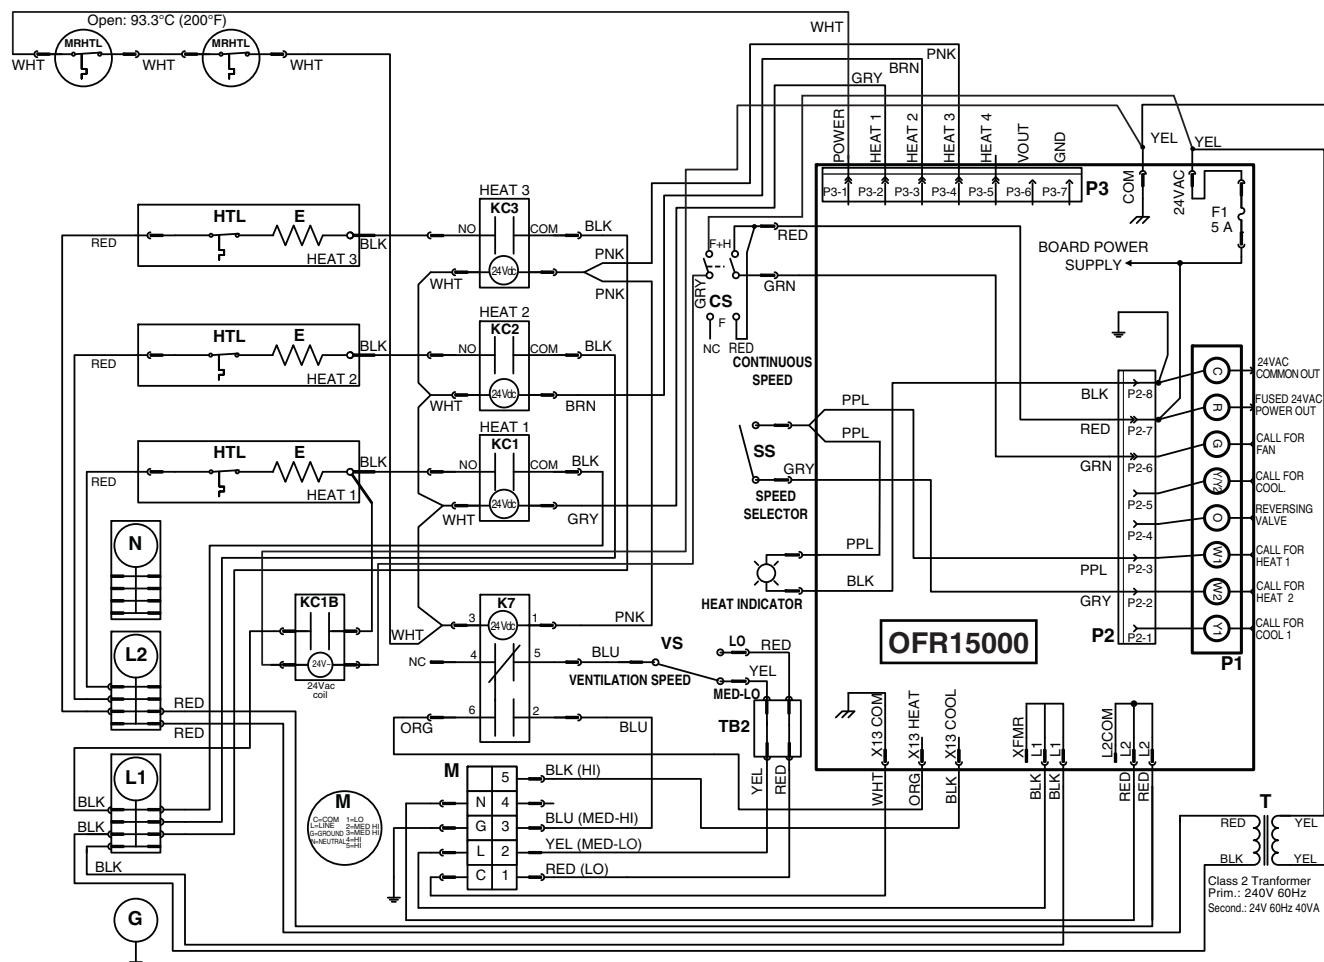 Open: 93.3°C (200°F)
MRHTL
MRHTL
WHT
WHT
WHT
WHT
PNK
BRN
GRY
POWER
HEAT 1
HEAT 2
HEAT 3
HEAT 4
VOUT
GND
P3-1
P3-2
P3-3
P3-4
P3-5
P3-6
P3-7
P3
YEL
YEL
COM
24VAC
F1
5 A
BOARD POWER
SUPPLY
HEAT 3
KC3
NO
COM
BLK
24Vdc
WHT
PNK
PNK
HTL
E
RED
BLK
HEAT 3
HEAT 2
KC2
NO
COM
BLK
24Vdc
WHT
BRN
HTL
E
RED
BLK
HEAT 2
HEAT 1
KC1
NO
COM
BLK
24Vdc
WHT
GRY
HTL
E
RED
BLK
HEAT 1
F+H
RED
GRY
GRN
CS
F
NC
RED
CONTINUOUS
SPEED
PPL
PPL
SS
GRY
SPEED
SELECTOR
PPL
BLK
HEAT INDICATOR
BLK
P2-8
RED
P2-7
GRN
P2-6
P2-5
P2-4
PPL
P2-3
GRY
P2-2
P2-1
P2
C
R
G
Y/Y2
O
W1
W2
Y1
P1
24VAC
COMMON OUT
FUSED 24VAC
POWER OUT
CALL FOR
FAN
CALL FOR
COOL.
REVERSING
VALVE
CALL FOR
HEAT 1
CALL FOR
HEAT 2
CALL FOR
COOL 1
OFR15000
N
L2
RED
RED
L1
BLK
BLK
BLK
G
KC1B
24V~
24Vac
coil
K7
WHT
3
24Vdc
1
PNK
NC
4
5
BLU
VS
VENTILATION SPEED
LO
RED
YEL
MED-LO
ORG
6
2
BLU
TB2
YEL
RED
M
5
BLK (HI)
N
4
G
3
BLU (MED-HI)
L
2
YEL (MED-LO)
C
1
RED (LO)
M
C=COM 1=LO
L=LINE 2=MED HI
G=GROUND 3=MED HI
N=NEUTRAL 4=HI
5=HI
X13 COM
X13 HEAT
X13 COOL
WHT
ORG
BLK
XFMR
L1
L1
BLK
BLK
L2COM
L2
L2
RED
RED
T
RED
YEL
BLK
YEL
Class 2 Tranformer
Prim.: 240V 60Hz
Second.: 24V 60Hz 40VA